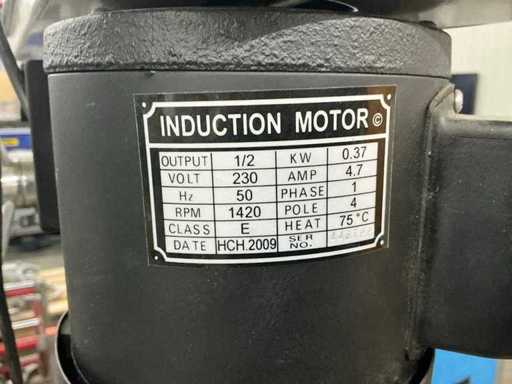 INDUCTION MOTOR ©
OUTPUT 1/2 KW 0.37
VOLT 230 AMP 4.7
Hz 50 PHASE 1
RPM 1420 POLE 4
CLASS E HEAT 75°C
DATE HCH.2009 SER NO.